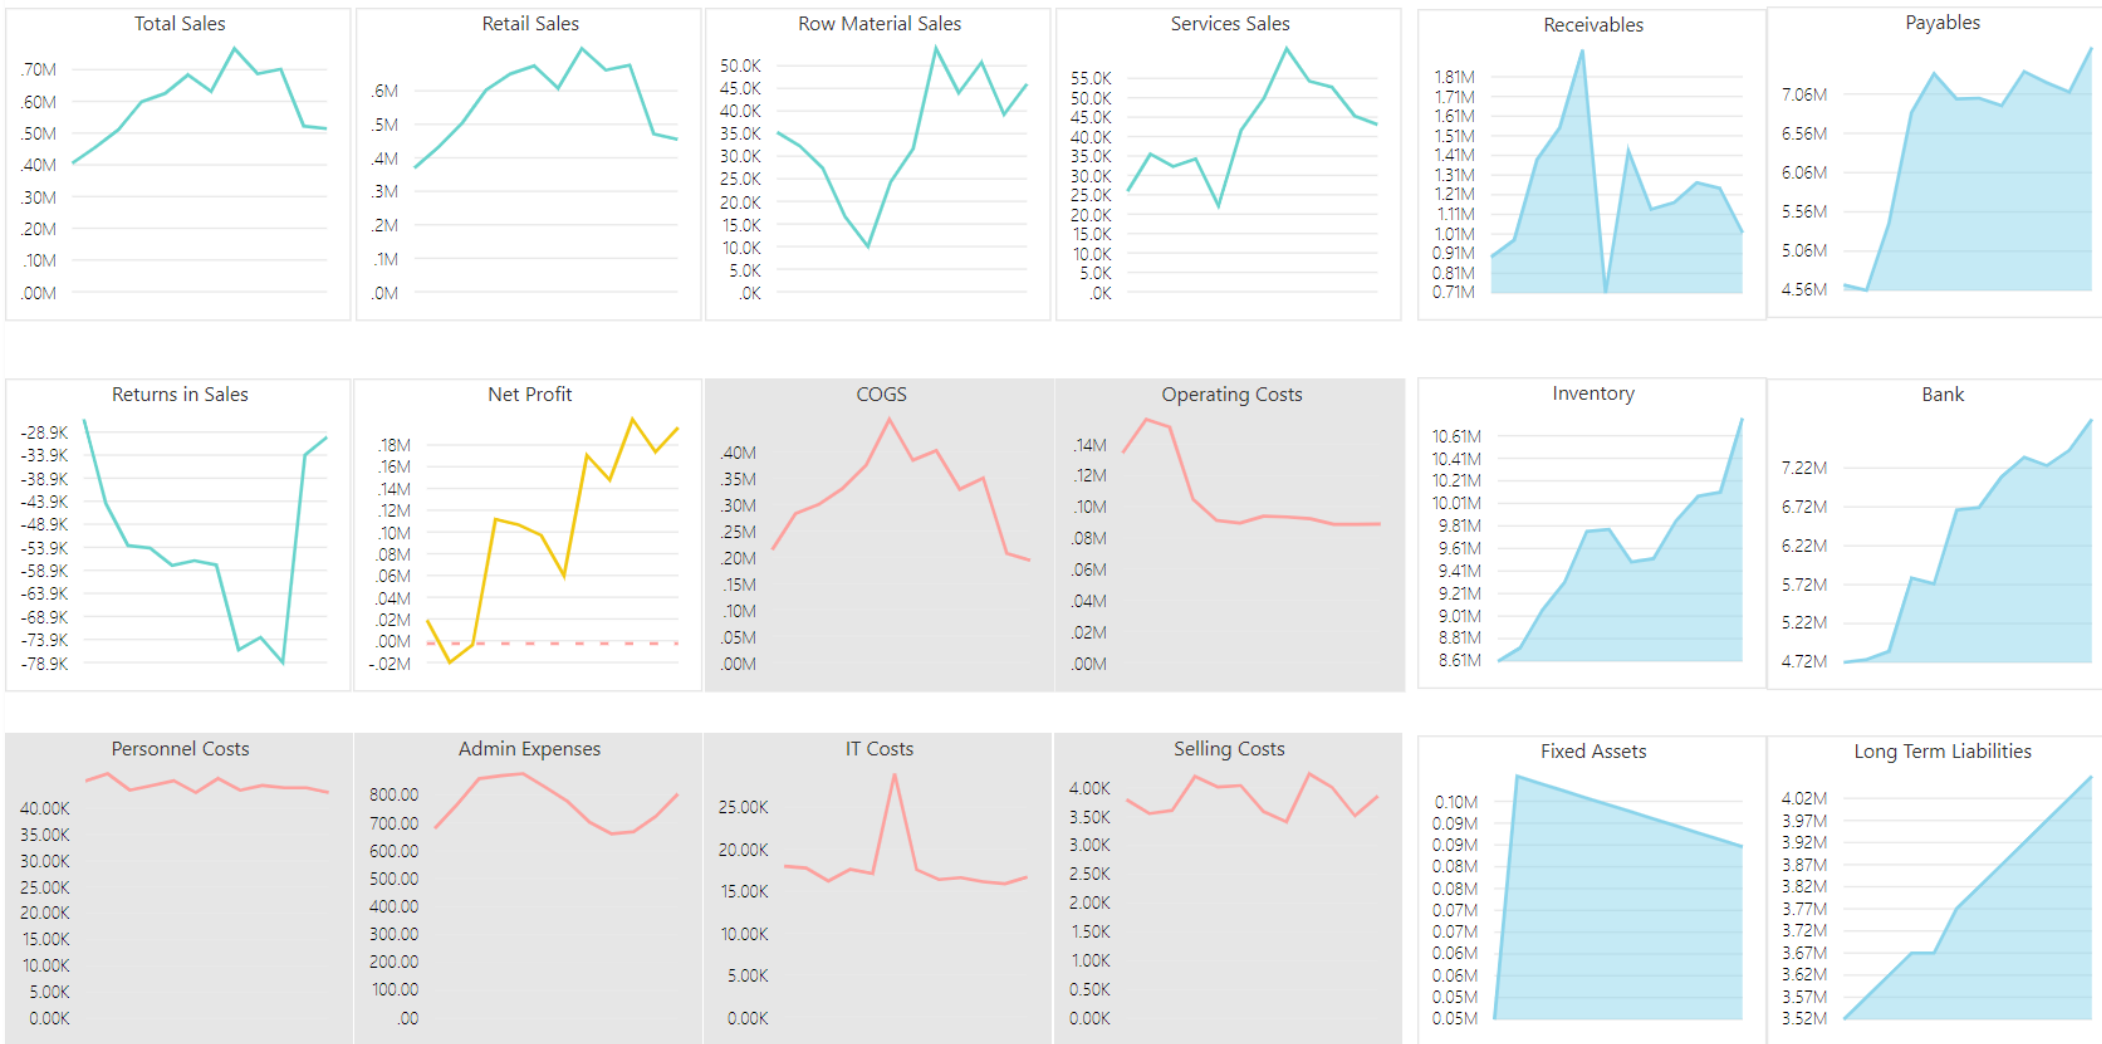 Total Sales
.70M
.60M
.50M
.40M
.30M
.20M
.10M
.00M
Retail Sales
.6M
.5M
.4M
.3M
.2M
.1M
.0M
Row Material Sales
50.0K
45.0K
40.0K
35.0K
30.0K
25.0K
20.0K
15.0K
10.0K
5.0K
.0K
Services Sales
55.0K
50.0K
45.0K
40.0K
35.0K
30.0K
25.0K
20.0K
15.0K
10.0K
5.0K
.0K
Receivables
1.81M
1.71M
1.61M
1.51M
1.41M
1.31M
1.21M
1.11M
1.01M
0.91M
0.81M
0.71M
Payables
7.06M
6.56M
6.06M
5.56M
5.06M
4.56M
Returns in Sales
-28.9K
-33.9K
-38.9K
-43.9K
-48.9K
-53.9K
-58.9K
-63.9K
-68.9K
-73.9K
-78.9K
Net Profit
.18M
.16M
.14M
.12M
.10M
.08M
.06M
.04M
.02M
.00M
-.02M
COGS
.40M
.35M
.30M
.25M
.20M
.15M
.10M
.05M
.00M
Operating Costs
.14M
.12M
.10M
.08M
.06M
.04M
.02M
.00M
Inventory
10.61M
10.41M
10.21M
10.01M
9.81M
9.61M
9.41M
9.21M
9.01M
8.81M
8.61M
Bank
7.22M
6.72M
6.22M
5.72M
5.22M
4.72M
Personnel Costs
40.00K
35.00K
30.00K
25.00K
20.00K
15.00K
10.00K
5.00K
0.00K
Admin Expenses
800.00
700.00
600.00
500.00
400.00
300.00
200.00
100.00
.00
IT Costs
25.00K
20.00K
15.00K
10.00K
5.00K
0.00K
Selling Costs
4.00K
3.50K
3.00K
2.50K
2.00K
1.50K
1.00K
0.50K
0.00K
Fixed Assets
0.10M
0.09M
0.09M
0.08M
0.08M
0.07M
0.07M
0.06M
0.06M
0.05M
0.05M
Long Term Liabilities
4.02M
3.97M
3.92M
3.87M
3.82M
3.77M
3.72M
3.67M
3.62M
3.57M
3.52M